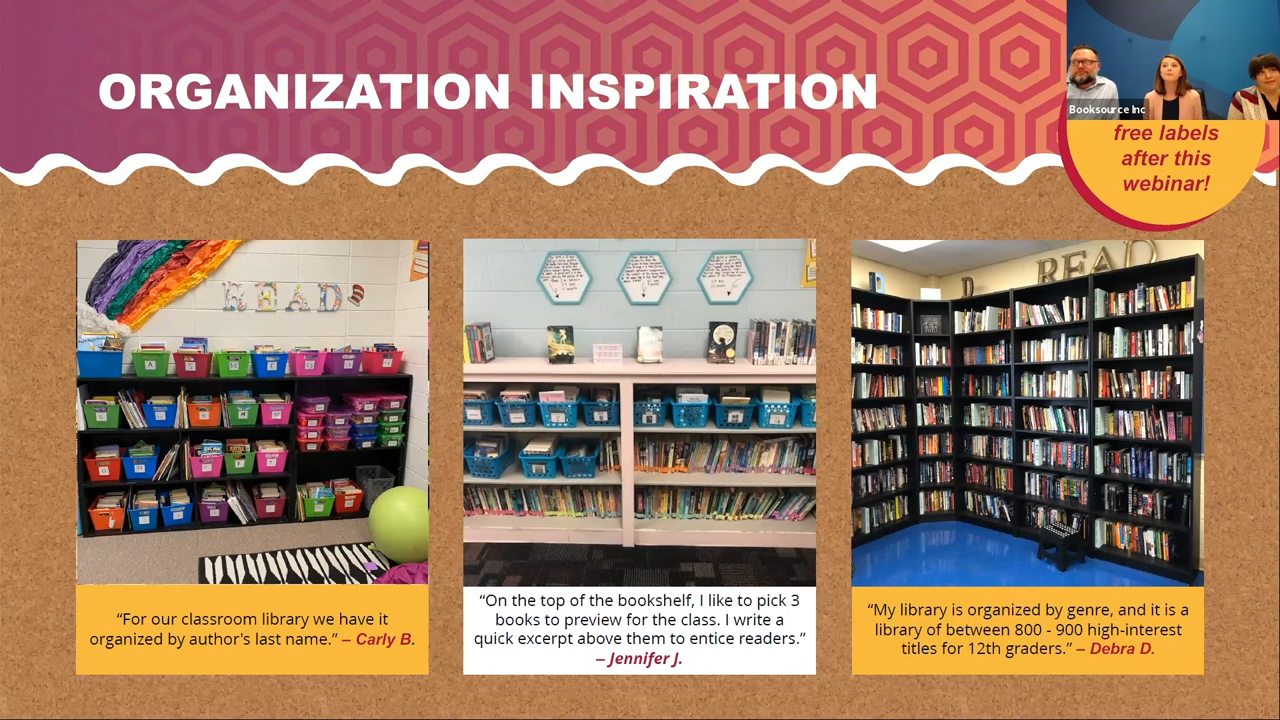 ORGANIZATION INSPIRATION
Booksource Inc
free labels
after this
webinar!
READ
READ
“For our classroom library we have it
organized by author's last name.” – Carly B.
“On the top of the bookshelf, I like to pick 3
books to preview for the class. I write a
quick excerpt above them to entice readers.”
– Jennifer J.
“My library is organized by genre, and it is a
library of between 800 - 900 high-interest
titles for 12th graders.” – Debra D.